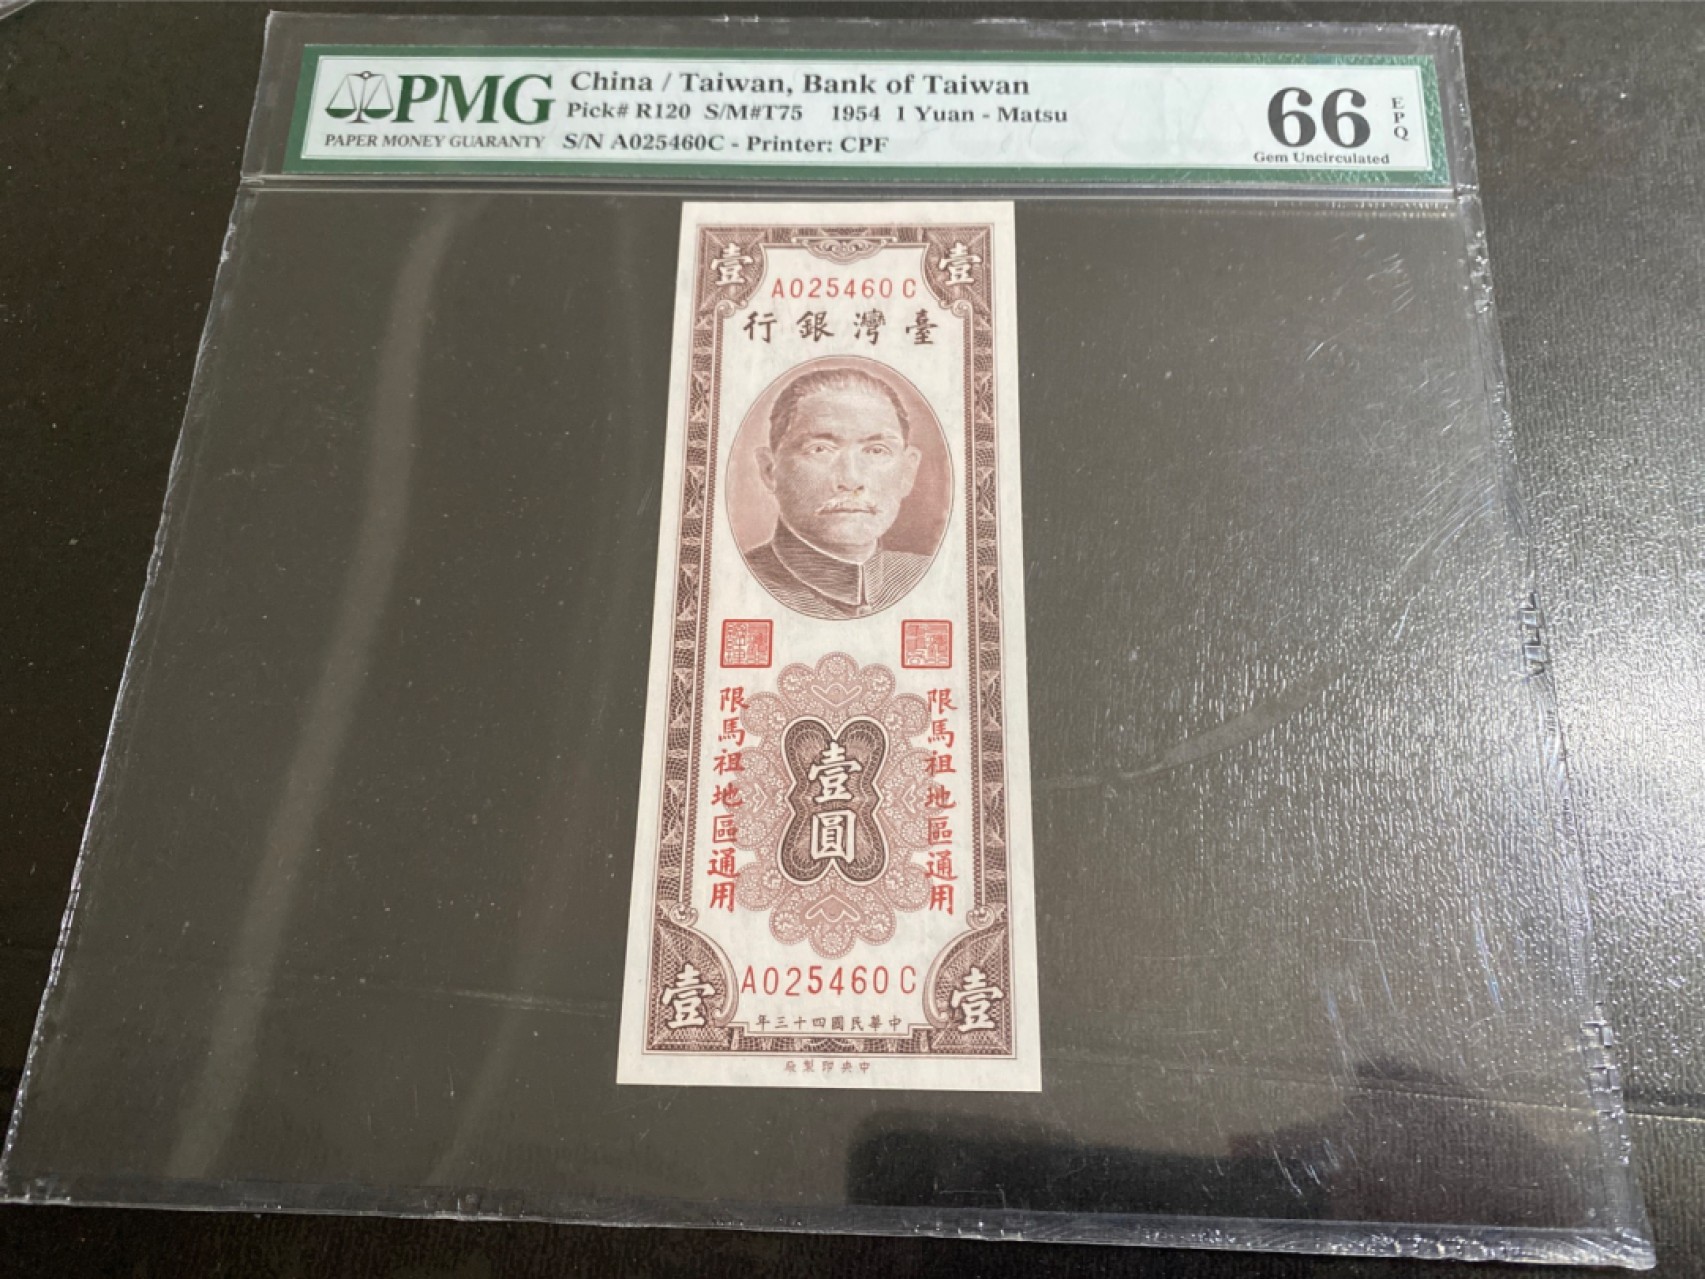 PMG
PAPER MONEY GUARANTY
China / Taiwan, Bank of Taiwan
Pick# R120 S/M#T75 1954 1 Yuan - Matsu
S/N A025460C - Printer: CPF
66
EPQ
Gem Uncirculated
壹
壹
A025460C
行銀灣臺
限馬祖地區通用
限馬祖地區通用
壹圓
A025460C
壹
壹
年三十四國民華中
廠製印央中